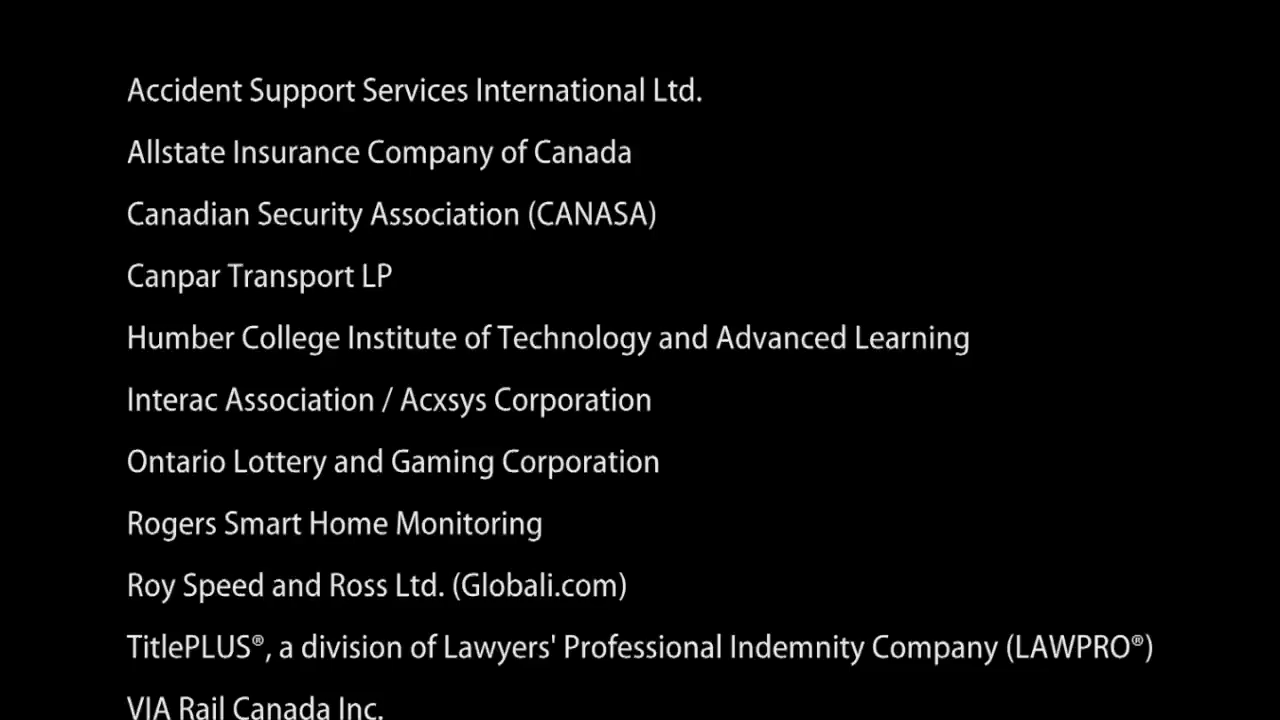 Accident Support Services International Ltd.
Allstate Insurance Company of Canada
Canadian Security Association (CANASA)
Canpar Transport LP
Humber College Institute of Technology and Advanced Learning
Interac Association / Acxsys Corporation
Ontario Lottery and Gaming Corporation
Rogers Smart Home Monitoring
Roy Speed and Ross Ltd. (Globali.com)
TitlePLUS®, a division of Lawyers' Professional Indemnity Company (LAWPRO®)
VIA Rail Canada Inc.